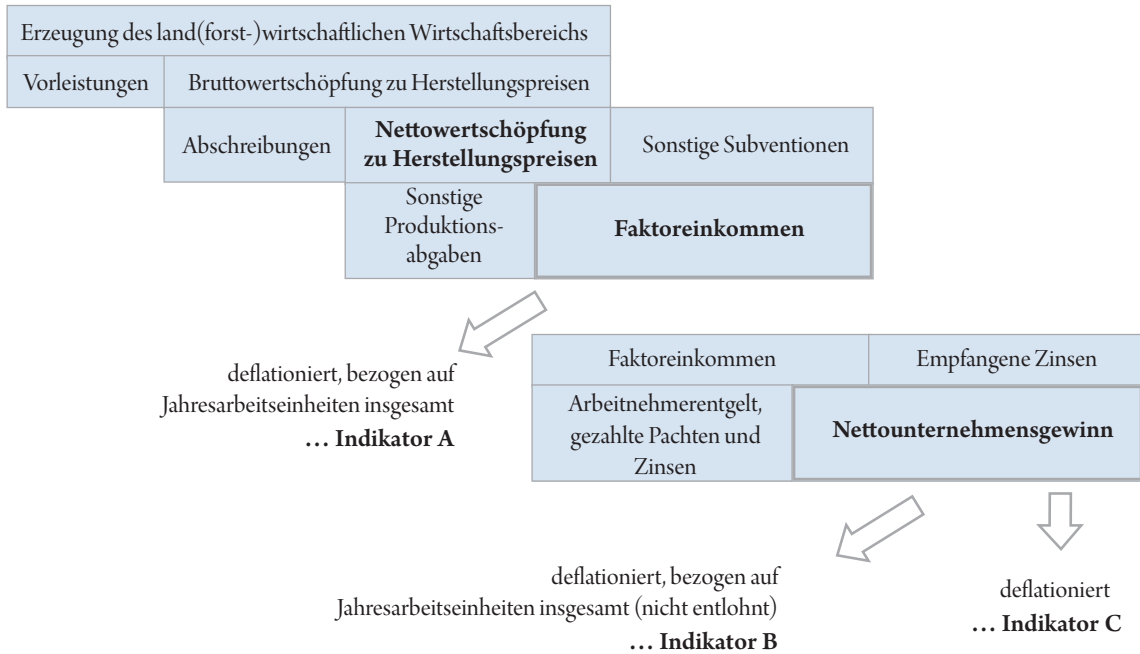 Erzeugung des land(forst-)wirtschaftlichen Wirtschaftsbereichs
Vorleistungen
Bruttowertschöpfung zu Herstellungspreisen
Abschreibungen
Nettowertschöpfung
zu Herstellungspreisen
Sonstige Subventionen
Sonstige
Produktions-
abgaben
Faktoreinkommen
deflationiert, bezogen auf
Jahresarbeitseinheiten insgesamt
... Indikator A
Faktoreinkommen
Empfangene Zinsen
Arbeitnehmerentgelt,
gezahlte Pachten und
Zinsen
Nettounternehmensgewinn
deflationiert, bezogen auf
Jahresarbeitseinheiten insgesamt (nicht entlohnt)
... Indikator B
deflationiert
... Indikator C